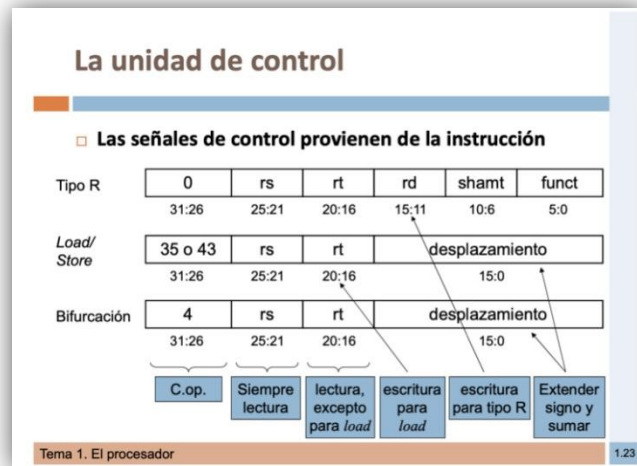 La unidad de control
Las señales de control provienen de la instrucción
Tipo R 0 rs rt rd shamt funct
31:26 25:21 20:16 15:11 10:6 5:0
Load/
Store
35 o 43 rs rt desplazamiento
31:26 25:21 20:16 15:0
Bifurcación 4 rs rt desplazamiento
31:26 25:21 20:16 15:0
C.op.
Siempre
lectura
lectura,
excepto
para load
escritura
para
load
escritura
para tipo R
Extender
signo y
sumar
Tema 1. El procesador
1.23